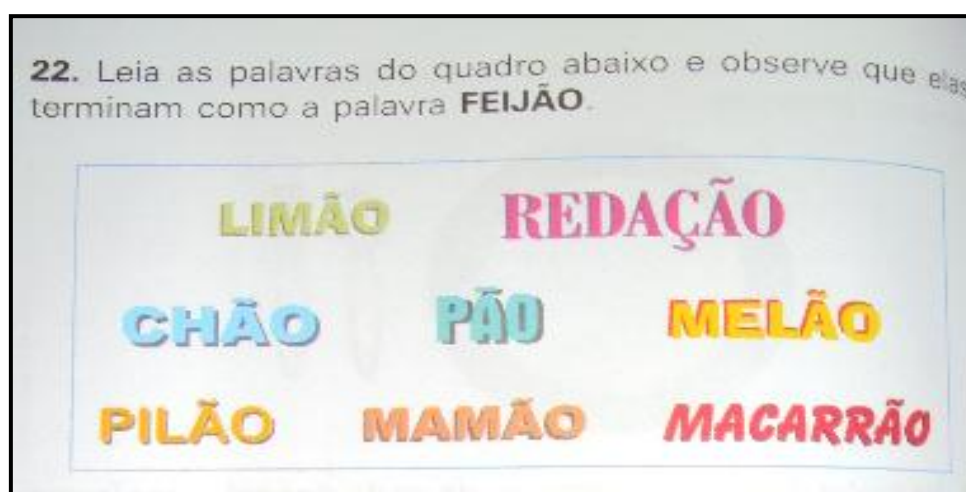 22. Leia as palavras do quadro abaixo e observe que elas
terminam como a palavra FEIJÃO.
LIMÃO REDAÇÃO
CHÃO PÃO MELÃO
PILÃO MAMÃO MACARRÃO